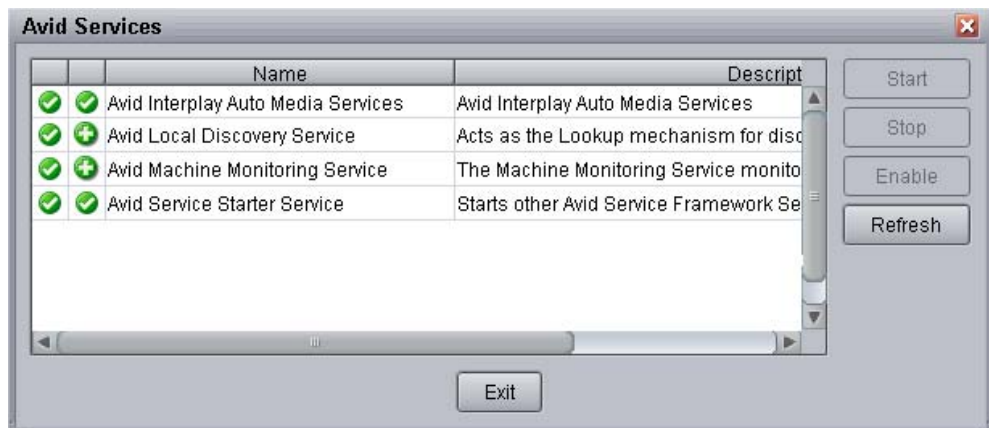 Avid Services
Name Descript
Avid Interplay Auto Media Services Avid Interplay Auto Media Services
Avid Local Discovery Service Acts as the Lookup mechanism for disc
Avid Machine Monitoring Service The Machine Monitoring Service monito
Avid Service Starter Service Starts other Avid Service Framework Se
Start
Stop
Enable
Refresh
Exit